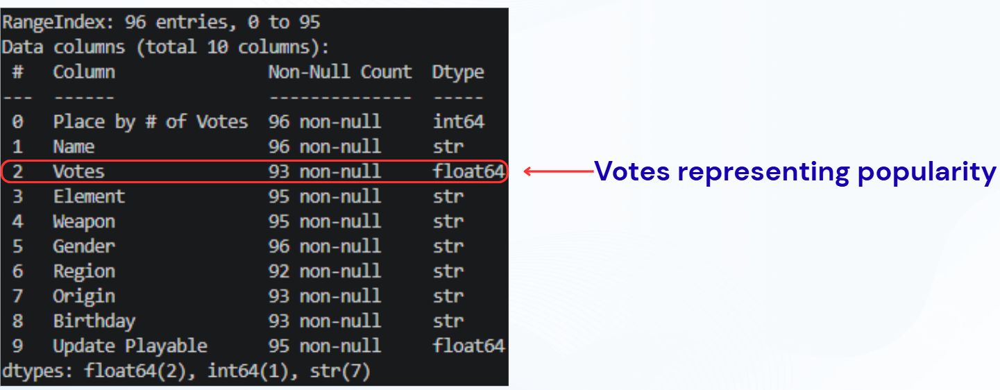 RangeIndex: 96 entries, 0 to 95
Data columns (total 10 columns):
 #   Column               Non-Null Count  Dtype
---  ------               --------------  -----
 0   Place by # of Votes  96 non-null     int64
 1   Name                 96 non-null     str
 2   Votes                93 non-null     float64 Votes representing popularity
 3   Element              95 non-null     str
 4   Weapon               95 non-null     str
 5   Gender               96 non-null     str
 6   Region               92 non-null     str
 7   Origin               93 non-null     str
 8   Birthday             93 non-null     str
 9   Update Playable      95 non-null     float64
dtypes: float64(2), int64(1), str(7)